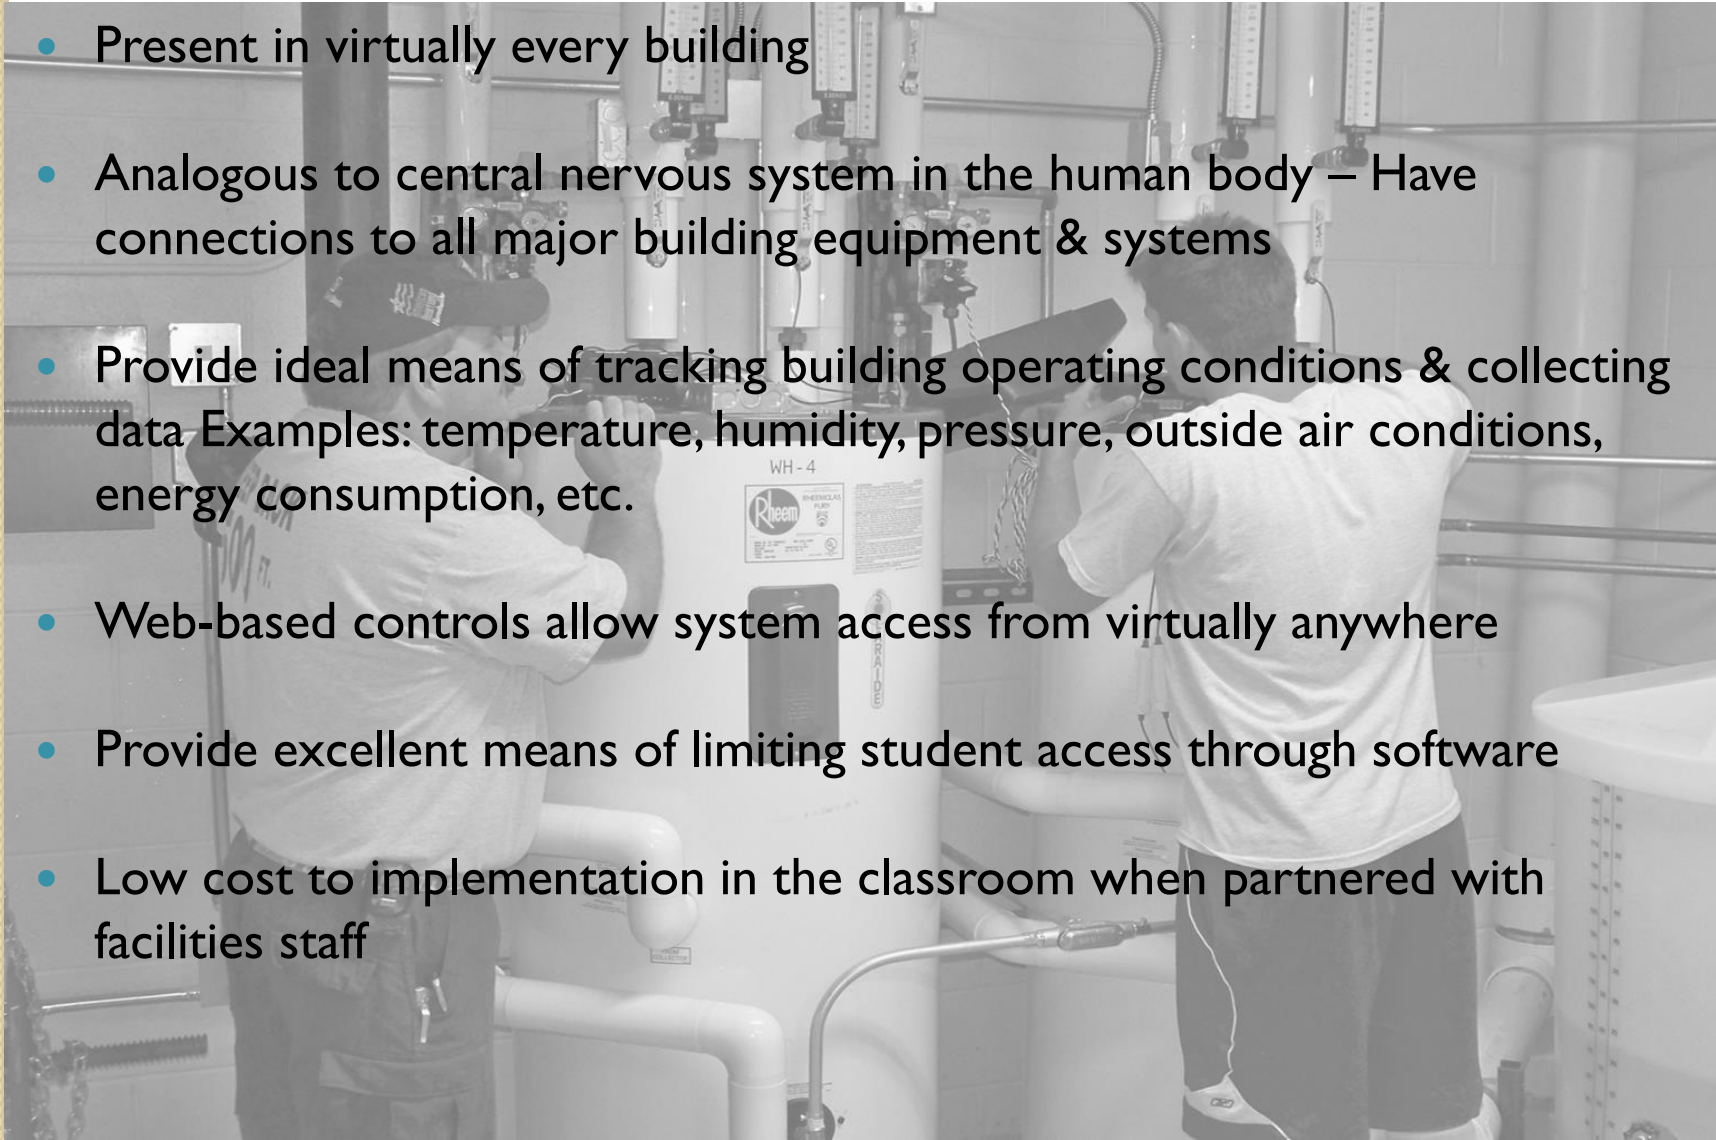 • Present in virtually every building
• Analogous to central nervous system in the human body – Have
connections to all major building equipment & systems
• Provide ideal means of tracking building operating conditions & collecting
data Examples: temperature, humidity, pressure, outside air conditions,
energy consumption, etc.
WH-4
Rheem
• Web-based controls allow system access from virtually anywhere
• Provide excellent means of limiting student access through software
• Low cost to implementation in the classroom when partnered with
facilities staff